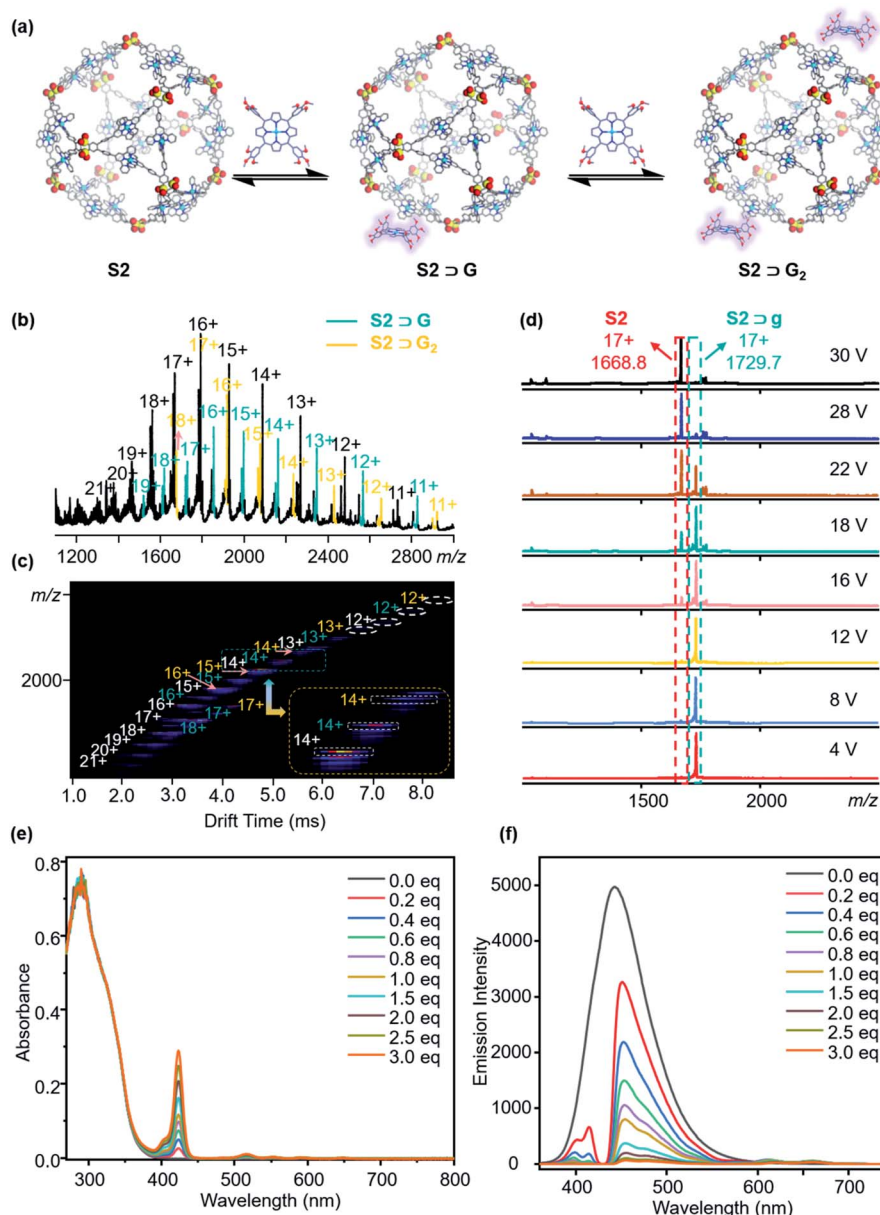 (a)
S2
S2 ⊃ G
S2 ⊃ G₂
(b)
S2 ⊃ G
S2 ⊃ G₂
16+
17+
17+
15+
14+
18+
16+
13+
16+
15+
18+
19+
15+
14+
13+
12+
20+
18+
17+
14+
12+
21+
19+
13+
11+
12+
11+
11+
1200
1600
2000
2400
2800
m/z
(c)
m/z
2000
12+
12+
12+
13+
13+
13+
14+
14+
14+
15+
15+
15+
16+
16+
16+
17+
17+
17+
18+
18+
19+
20+
21+
14+
14+
14+
1.0
2.0
3.0
4.0
5.0
6.0
7.0
8.0
Drift Time (ms)
(d)
S2
17+
1668.8
S2 ⊃ g
17+
1729.7
30 V
28 V
22 V
18 V
16 V
12 V
8 V
4 V
1500
2000
m/z
(e)
0.8
0.6
0.4
0.2
0.0
Absorbance
0.0 eq
0.2 eq
0.4 eq
0.6 eq
0.8 eq
1.0 eq
1.5 eq
2.0 eq
2.5 eq
3.0 eq
300
400
500
600
700
800
Wavelength (nm)
(f)
5000
4000
3000
2000
1000
0
Emission Intensity
0.0 eq
0.2 eq
0.4 eq
0.6 eq
0.8 eq
1.0 eq
1.5 eq
2.0 eq
2.5 eq
3.0 eq
400
500
600
700
Wavelength (nm)